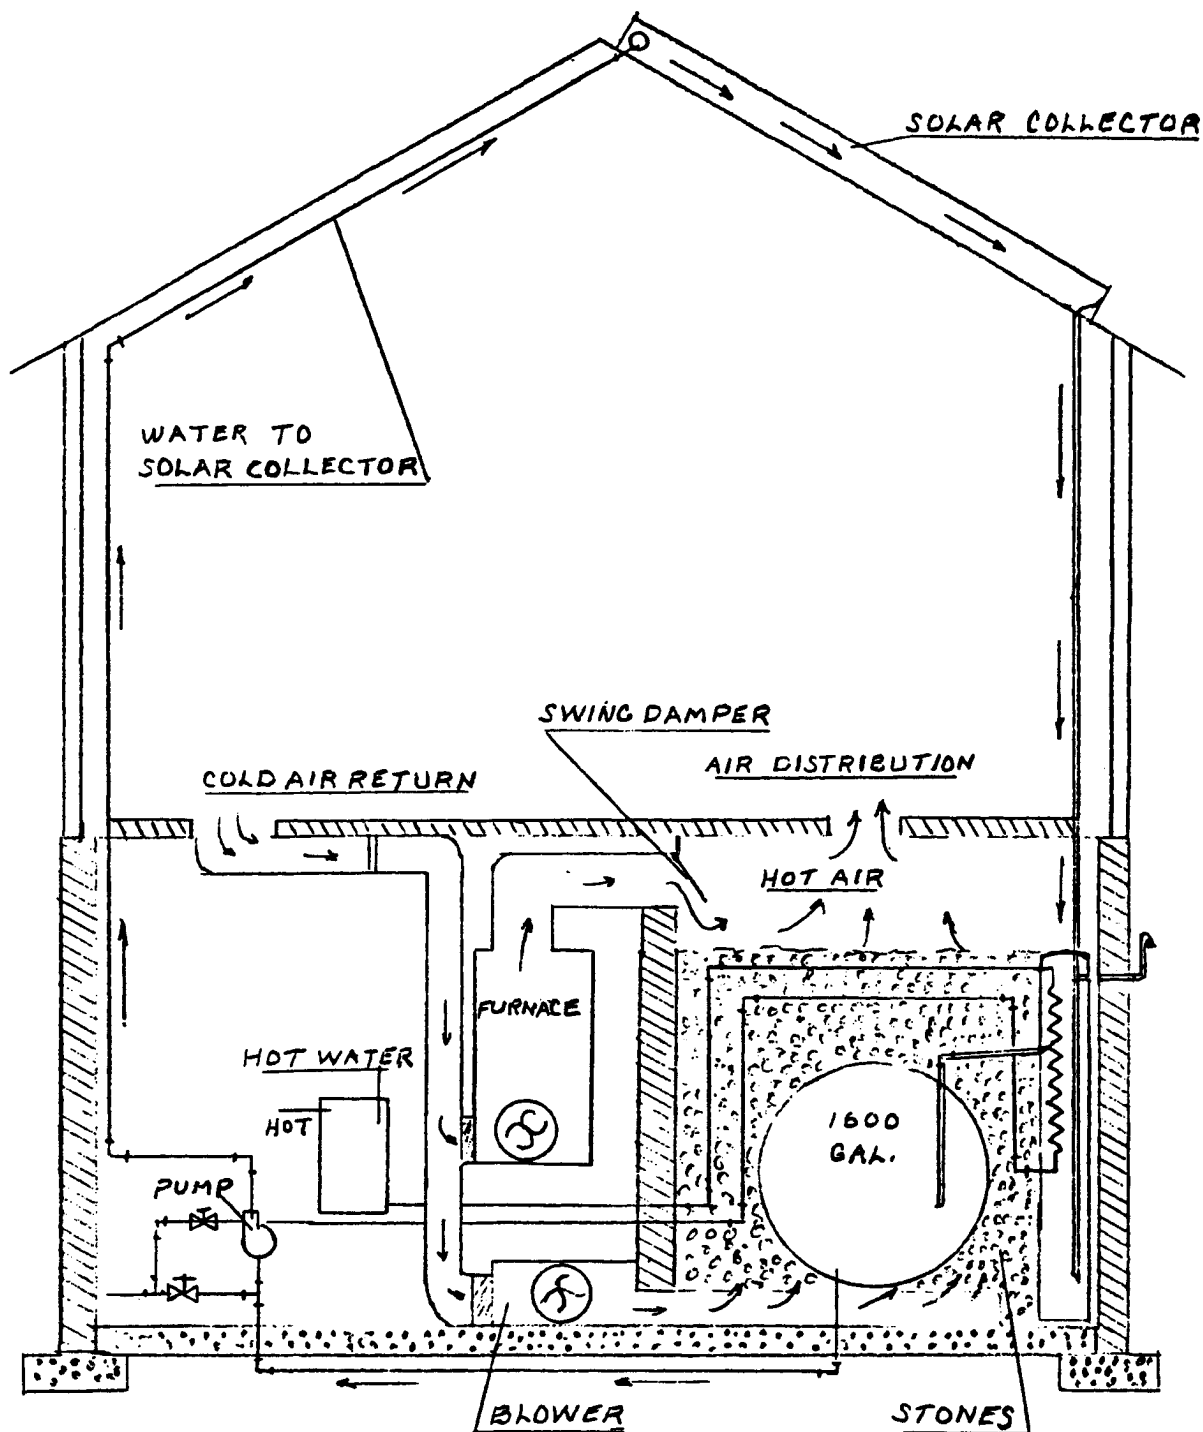 SOLAR COLLECTOR
WATER TO
SOLAR COLLECTOR
SWING DAMPER
AIR DISTRIBUTION
COLD AIR RETURN
HOT AIR
FURNACE
HOT WATER
HOT
1600
GAL.
PUMP
BLOWER
STONES